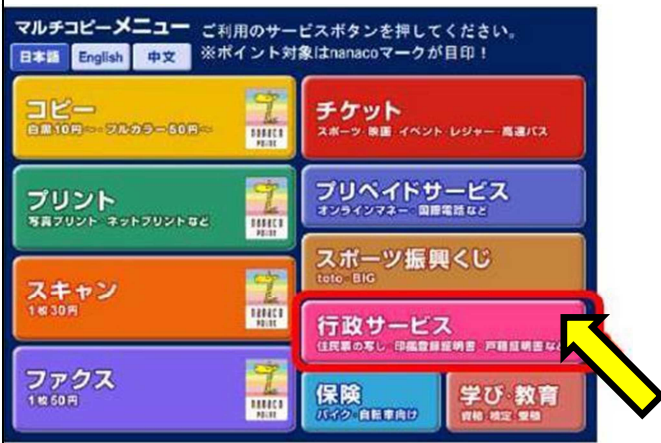 マルチコピーメニュー
ご利用のサービスボタンを押してください。
※ポイント対象はnanacoマークが目印！
日本語 English 中文
コピー
白黒10円～・フルカラー50円～
nanaco
POINT
プリント
写真プリント・ネットプリントなど
nanaco
POINT
スキャン
1枚30円
nanaco
POINT
ファクス
1枚50円
nanaco
POINT
チケット
スポーツ・映画・イベント・レジャー・高速バス
プリペイドサービス
オンラインマネー・国際電話など
スポーツ振興くじ
toto・BIG
行政サービス
住民票の写し・印鑑登録証明書・戸籍証明書など
保険
バイク・自転車向け
学び・教育
資格・検定・受験